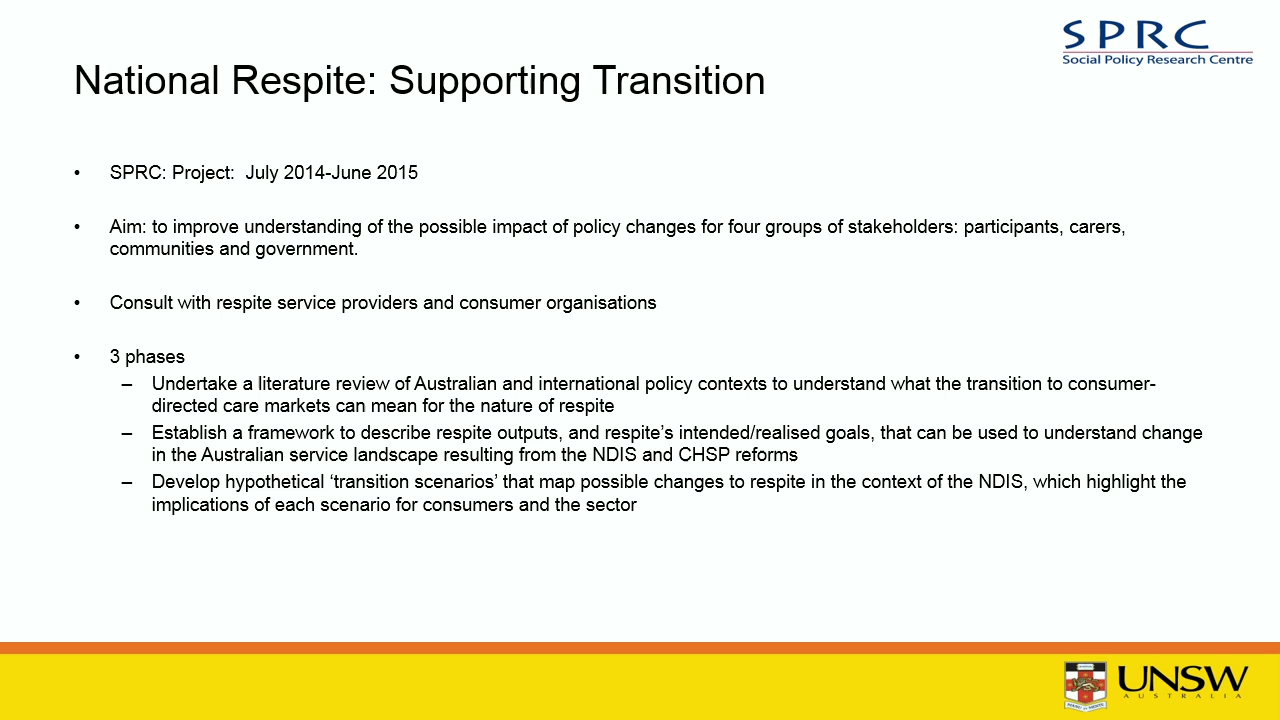 SPRC
Social Policy Research Centre
National Respite: Supporting Transition
• SPRC: Project:  July 2014-June 2015
• Aim: to improve understanding of the possible impact of policy changes for four groups of stakeholders: participants, carers,
communities and government.
• Consult with respite service providers and consumer organisations
• 3 phases
– Undertake a literature review of Australian and international policy contexts to understand what the transition to consumer-
directed care markets can mean for the nature of respite
– Establish a framework to describe respite outputs, and respite’s intended/realised goals, that can be used to understand change
in the Australian service landscape resulting from the NDIS and CHSP reforms
– Develop hypothetical ‘transition scenarios’ that map possible changes to respite in the context of the NDIS, which highlight the
implications of each scenario for consumers and the sector
UNSW
AUSTRALIA